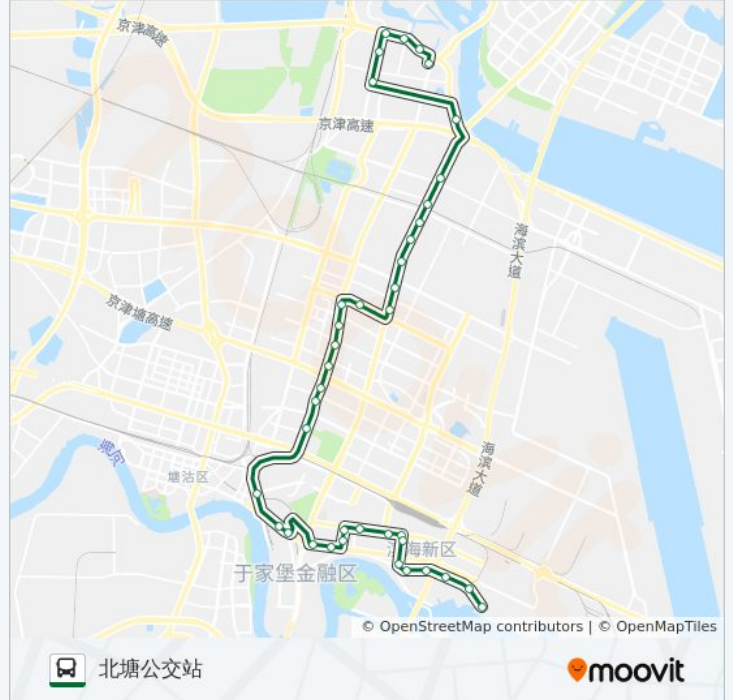 京津高速
京津高速
海滨大道
京津塘高速
海滨大道
塘沽区
海新区
于家堡金融区
© OpenStreetMap contributors | © OpenMapTiles
北塘公交站
moovit